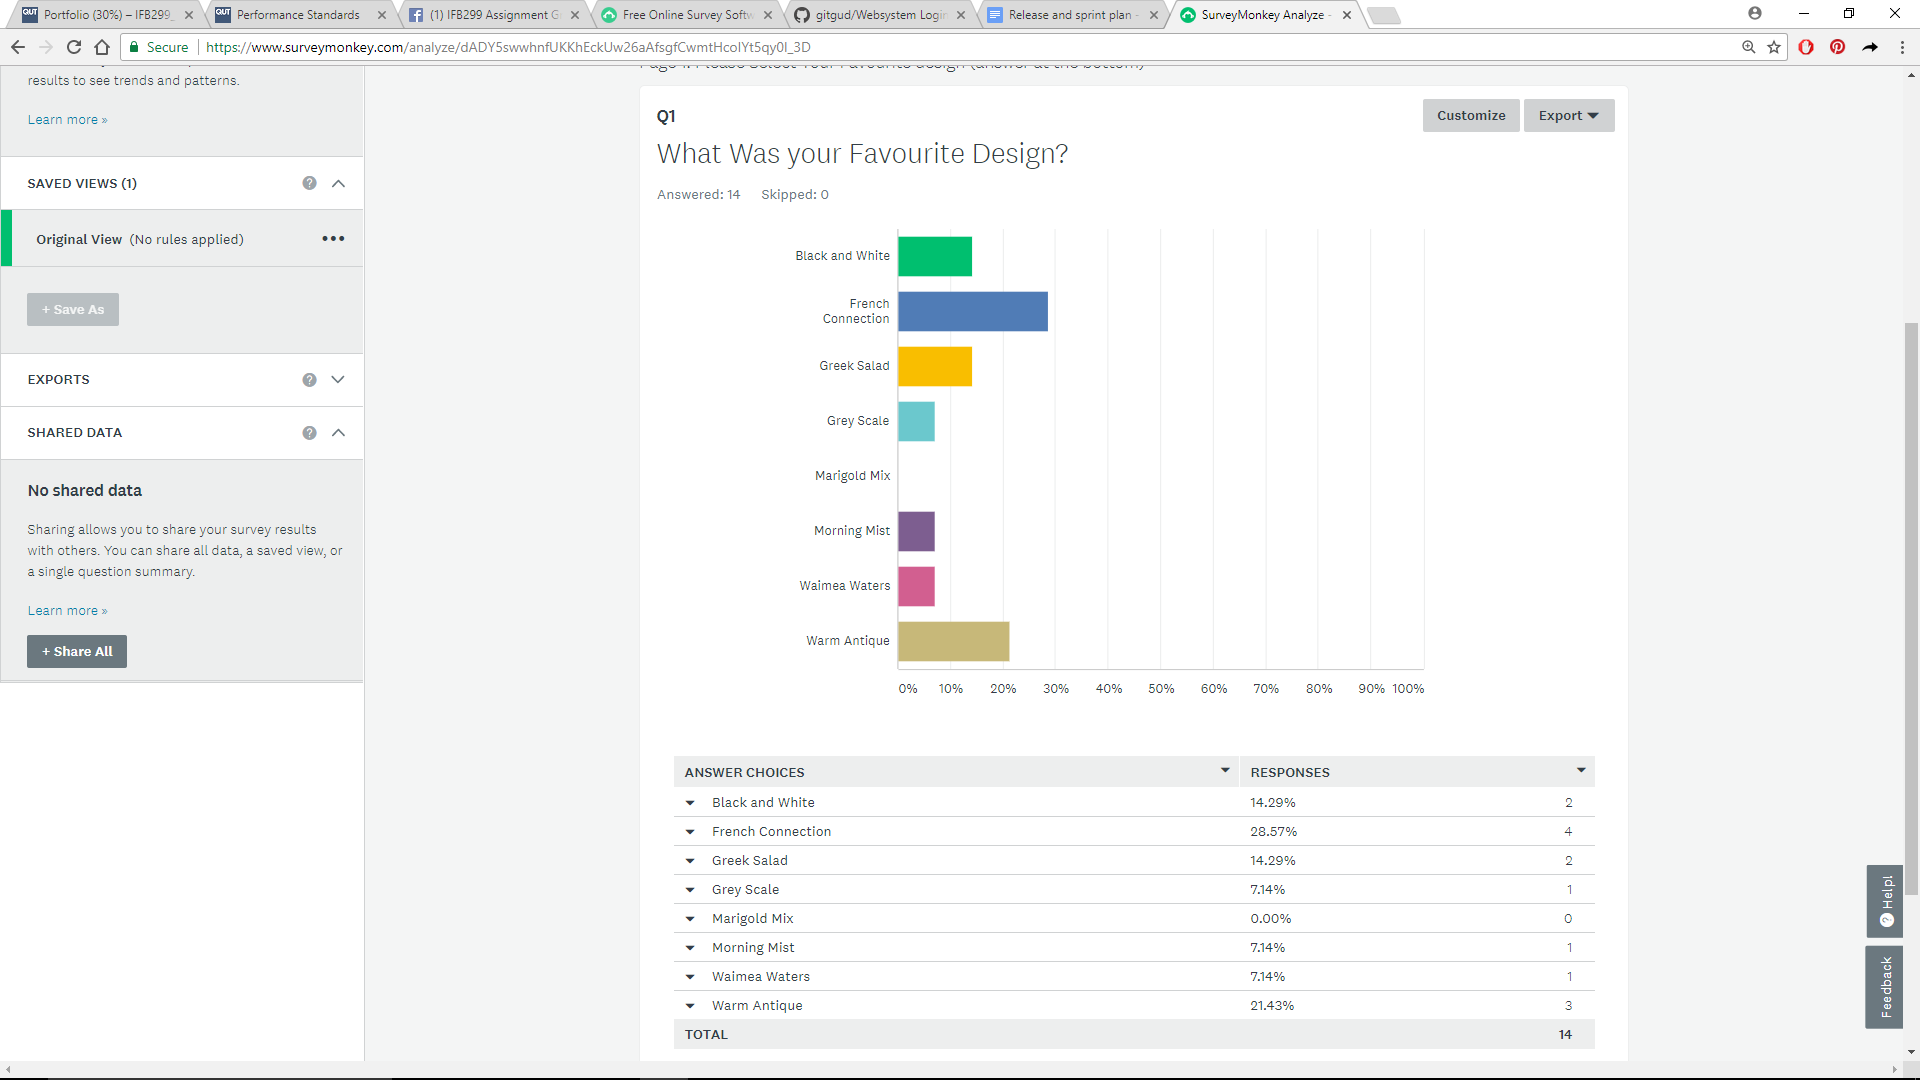 Portfolio (30%) – IFB299_
Performance Standards
(1) IFB299 Assignment G
Free Online Survey Softw
gitgud/Websystem Login
Release and sprint plan -
SurveyMonkey Analyze -
Secure
https://www.surveymonkey.com/analyze/dADY5swwhnfUKKhEckUw26aAfsgfCwmtHcoIYt5qy0I_3D
results to see trends and patterns.
Learn more »
SAVED VIEWS (1)
Original View (No rules applied)
+ Save As
EXPORTS
SHARED DATA
No shared data
Sharing allows you to share your survey results
with others. You can share all data, a saved view, or
a single question summary.
Learn more »
+ Share All
Q1
Customize
Export
What Was your Favourite Design?
Answered: 14 Skipped: 0
Black and White
French
Connection
Greek Salad
Grey Scale
Marigold Mix
Morning Mist
Waimea Waters
Warm Antique
0% 10% 20% 30% 40% 50% 60% 70% 80% 90% 100%
ANSWER CHOICES RESPONSES
Black and White 14.29% 2
French Connection 28.57% 4
Greek Salad 14.29% 2
Grey Scale 7.14% 1
Marigold Mix 0.00% 0
Morning Mist 7.14% 1
Waimea Waters 7.14% 1
Warm Antique 21.43% 3
TOTAL 14
Help!
Feedback